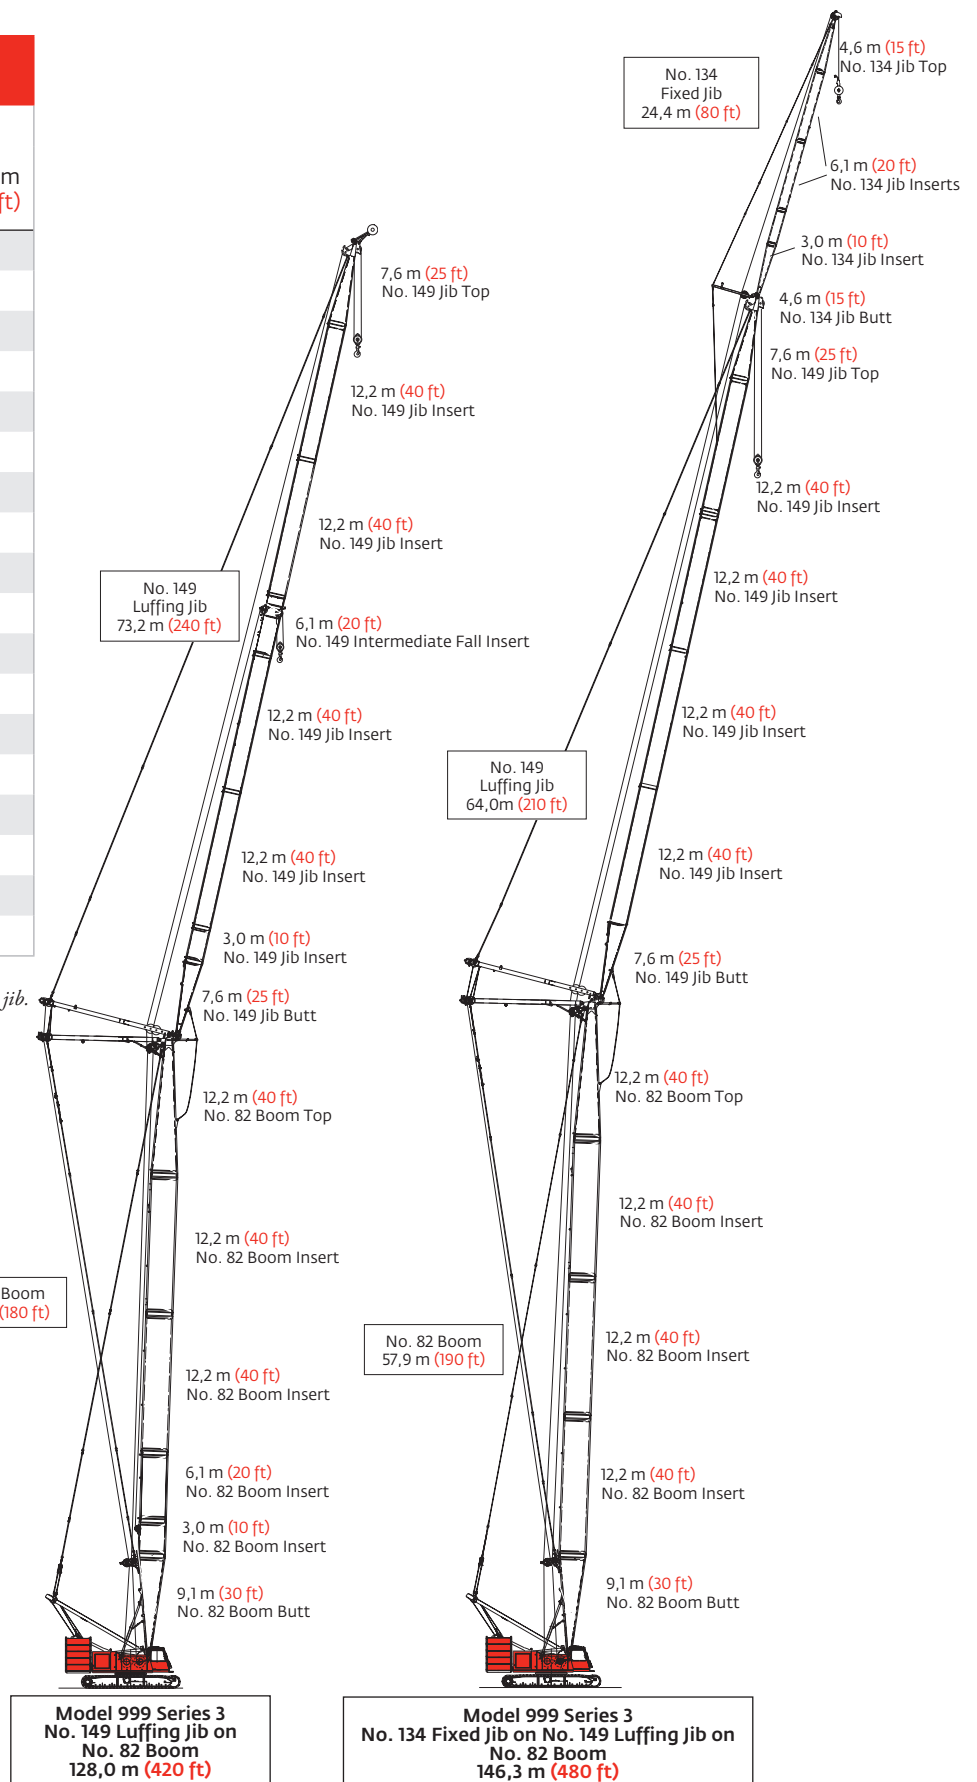 m
ft)
jib.
7,6 m (25 ft)
No. 149 Jib Top
12,2 m (40 ft)
No. 149 Jib Insert
12,2 m (40 ft)
No. 149 Jib Insert
No. 149
Luffing Jib
73,2 m (240 ft)
6,1 m (20 ft)
No. 149 Intermediate Fall Insert
12,2 m (40 ft)
No. 149 Jib Insert
12,2 m (40 ft)
No. 149 Jib Insert
3,0 m (10 ft)
No. 149 Jib Insert
7,6 m (25 ft)
No. 149 Jib Butt
12,2 m (40 ft)
No. 82 Boom Top
12,2 m (40 ft)
No. 82 Boom Insert
Boom
(180 ft)
12,2 m (40 ft)
No. 82 Boom Insert
6,1 m (20 ft)
No. 82 Boom Insert
3,0 m (10 ft)
No. 82 Boom Insert
9,1 m (30 ft)
No. 82 Boom Butt
Model 999 Series 3
No. 149 Luffing Jib on
No. 82 Boom
128,0 m (420 ft)
No. 134
Fixed Jib
24,4 m (80 ft)
4,6 m (15 ft)
No. 134 Jib Top
6,1 m (20 ft)
No. 134 Jib Inserts
3,0 m (10 ft)
No. 134 Jib Insert
4,6 m (15 ft)
No. 134 Jib Butt
7,6 m (25 ft)
No. 149 Jib Top
12,2 m (40 ft)
No. 149 Jib Insert
12,2 m (40 ft)
No. 149 Jib Insert
12,2 m (40 ft)
No. 149 Jib Insert
No. 149
Luffing Jib
64,0m (210 ft)
12,2 m (40 ft)
No. 149 Jib Insert
7,6 m (25 ft)
No. 149 Jib Butt
12,2 m (40 ft)
No. 82 Boom Top
12,2 m (40 ft)
No. 82 Boom Insert
No. 82 Boom
57,9 m (190 ft)
12,2 m (40 ft)
No. 82 Boom Insert
12,2 m (40 ft)
No. 82 Boom Insert
9,1 m (30 ft)
No. 82 Boom Butt
Model 999 Series 3
No. 134 Fixed Jib on No. 149 Luffing Jib on
No. 82 Boom
146,3 m (480 ft)